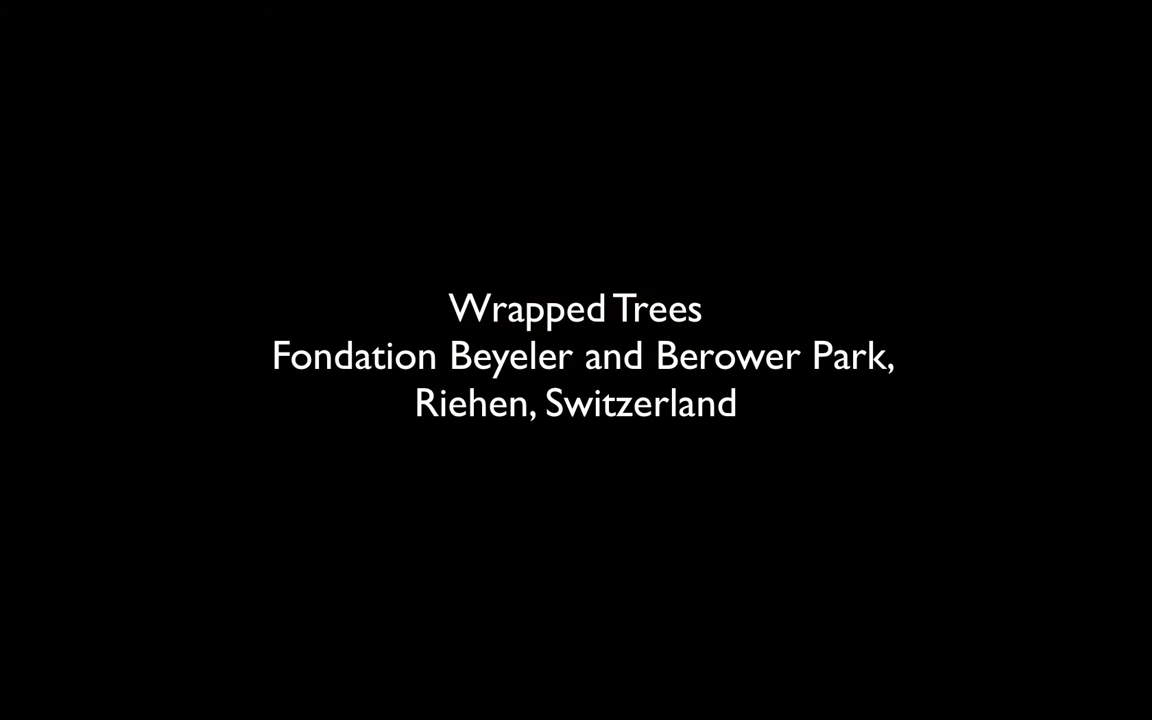 Wrapped Trees
Fondation Beyeler and Berower Park,
Riehen, Switzerland